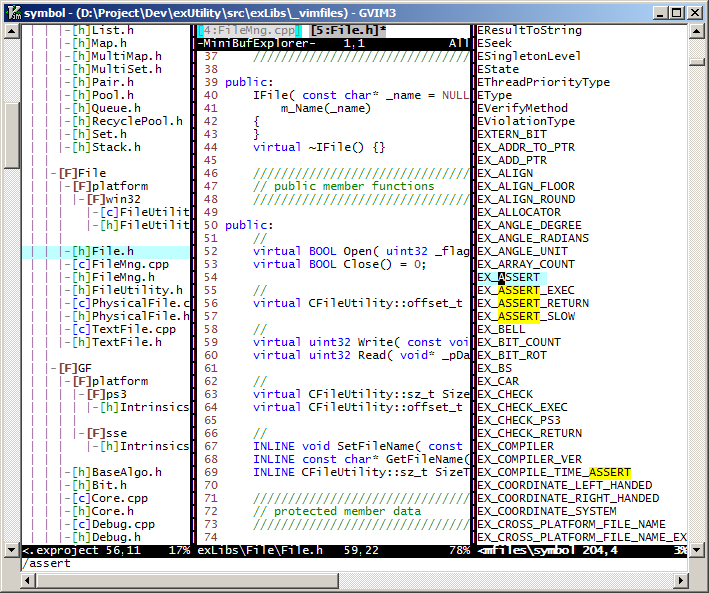 symbol - (D:\Project\Dev\exUtility\src\exLibs\_vimfiles) - GVIM3
-[h]List.h
-[h]Map.h
-[h]MultiMap.h
-[h]MultiSet.h
-[h]Pair.h
-[h]Pool.h
-[h]Queue.h
-[h]RecyclePool.h
-[h]Set.h
-[h]Stack.h
-[F]File
-[F]platform
-[F]win32
-[c]FileUtilit
-[h]FileUtilit
-[h]File.h
-[c]FileMng.cpp
-[h]FileMng.h
-[h]FileUtility.h
-[c]PhysicalFile.c
-[h]PhysicalFile.h
-[c]TextFile.cpp
-[h]TextFile.h
-[F]GF
-[F]platform
-[F]ps3
-[h]Intrinsics
-[F]sse
-[h]Intrinsics
-[h]BaseAlgo.h
-[h]Bit.h
-[c]Core.cpp
-[h]Core.h
-[c]Debug.cpp
-[h]Debug.h
<.exproject 56,11 17%
[4:FileMng.cpp] [5:File.h]*
-MiniBufExplorer- 1,1 All
37 ///////////////////////////////
38
39 public:
40 IFile( const char* _name = NULL
41 m_Name(_name)
42 {
43 }
44 virtual ~IFile() {}
45
46 ///////////////////////////////
47 // public member functions
48 ///////////////////////////////
49
50 public:
51 //
52 virtual BOOL Open( uint32 _flag
53 virtual BOOL Close() = 0;
54
55 //
56 virtual CFileUtility::offset_t
57
58 //
59 virtual uint32 Write( const voi
60 virtual uint32 Read( void* _pDa
61
62 //
63 virtual CFileUtility::sz_t Size
64 virtual CFileUtility::offset_t
65
66 //
67 INLINE void SetFileName( const
68 INLINE const char* GetFileName(
69 INLINE CFileUtility::sz_t SizeT
70
71 ///////////////////////////////
72 // protected member data
73 ///////////////////////////////
74
exLibs\File\File.h 59,22 78%
EResultToString
ESeek
ESingletonLevel
EState
EThreadPriorityType
EType
EVerifyMethod
EViolationType
EXTERN_BIT
EX_ADDR_TO_PTR
EX_ADD_PTR
EX_ALIGN
EX_ALIGN_FLOOR
EX_ALIGN_ROUND
EX_ALLOCATOR
EX_ANGLE_DEGREE
EX_ANGLE_RADIANS
EX_ANGLE_UNIT
EX_ARRAY_COUNT
EX_ASSERT
EX_ASSERT_EXEC
EX_ASSERT_RETURN
EX_ASSERT_SLOW
EX_BELL
EX_BIT_COUNT
EX_BIT_ROT
EX_BS
EX_CAR
EX_CHECK
EX_CHECK_EXEC
EX_CHECK_PS3
EX_CHECK_RETURN
EX_COMPILER
EX_COMPILER_VER
EX_COMPILE_TIME_ASSERT
EX_COORDINATE_LEFT_HANDED
EX_COORDINATE_RIGHT_HANDED
EX_COORDINATE_SYSTEM
EX_CROSS_PLATFORM_FILE_NAME
EX_CROSS_PLATFORM_FILE_NAME_EX
<mfiles\symbol 204,4 3%
/assert